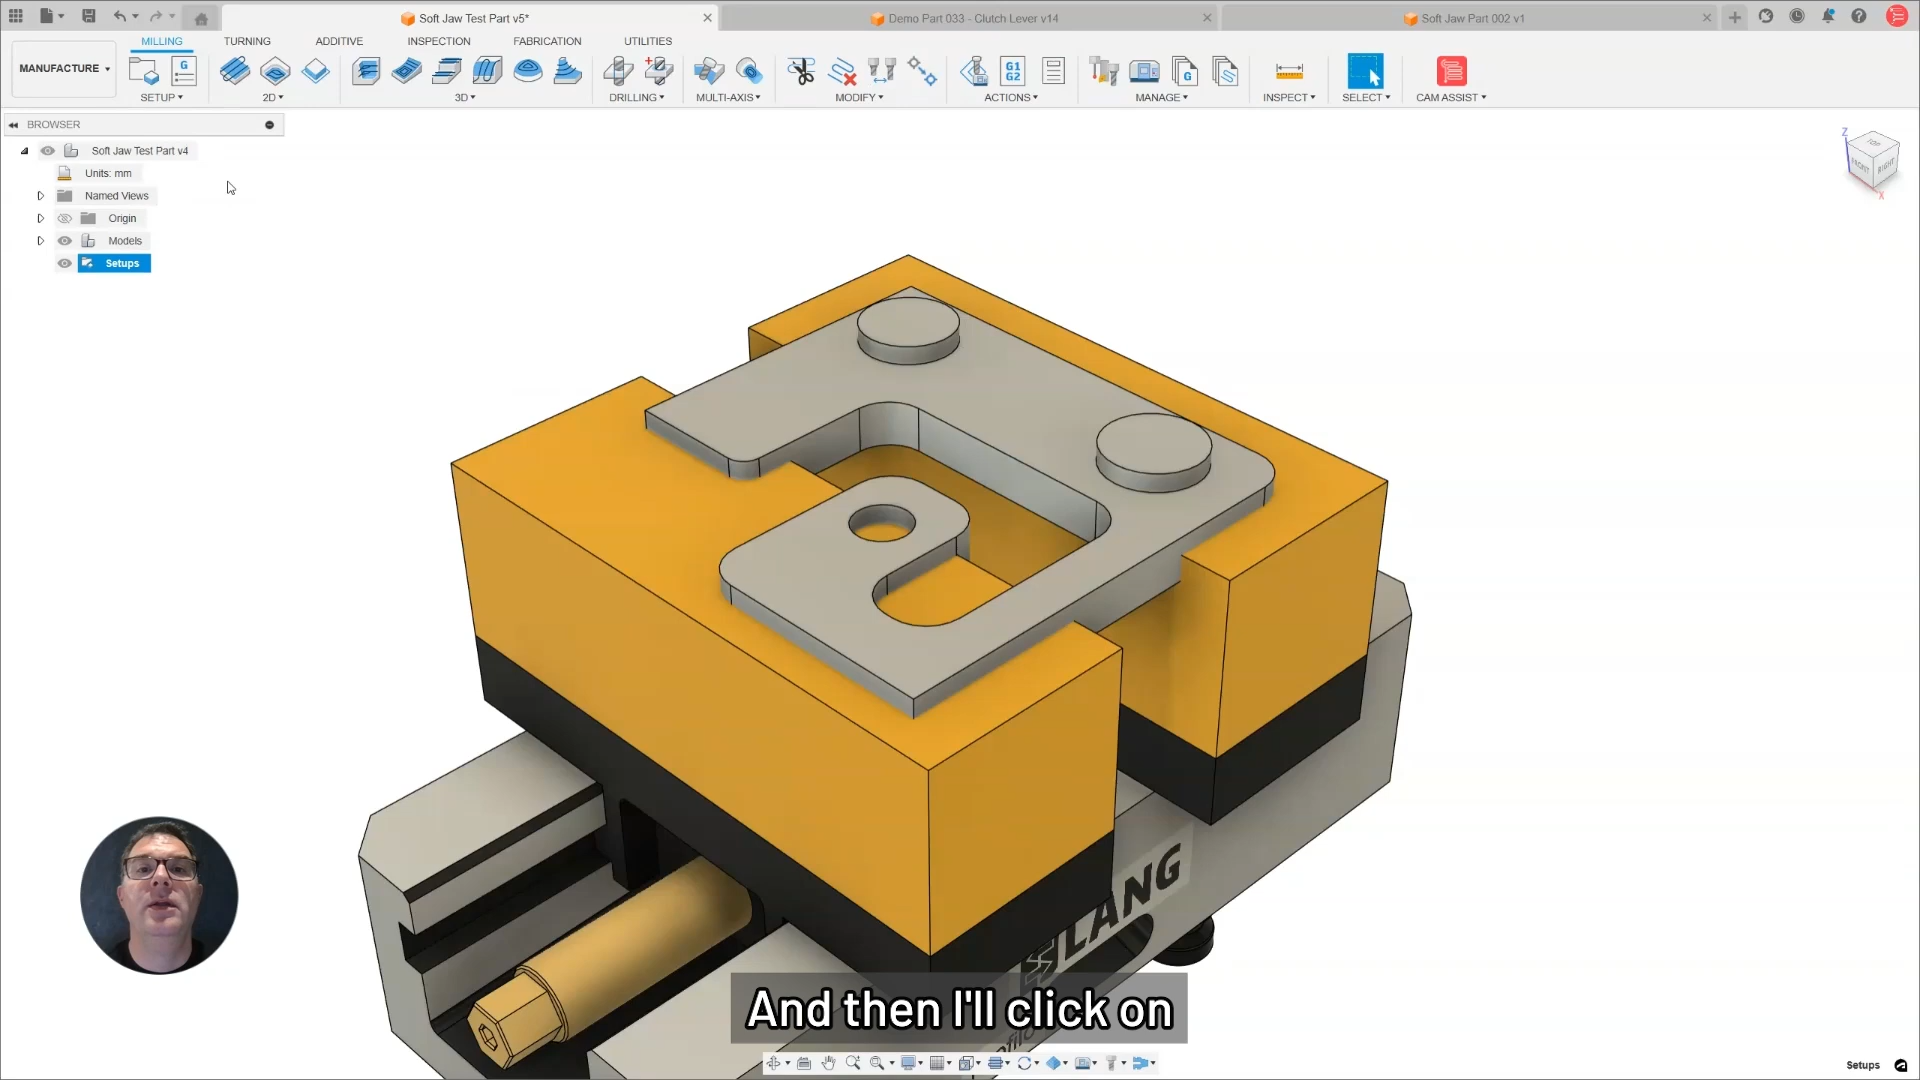 Soft Jaw Test Part v5*
Demo Part 033 - Clutch Lever v14
Soft Jaw Part 002 v1
MANUFACTURE
MILLING
TURNING
ADDITIVE
INSPECTION
FABRICATION
UTILITIES
G
G1
G2
G
SETUP
2D
3D
DRILLING
MULTI-AXIS
MODIFY
ACTIONS
MANAGE
INSPECT
SELECT
CAM ASSIST
BROWSER
Soft Jaw Test Part v4
Units: mm
Named Views
Origin
Models
Setups
Z
TOP
FRONT
RIGHT
X
LANG
And then I'll click on
Setups